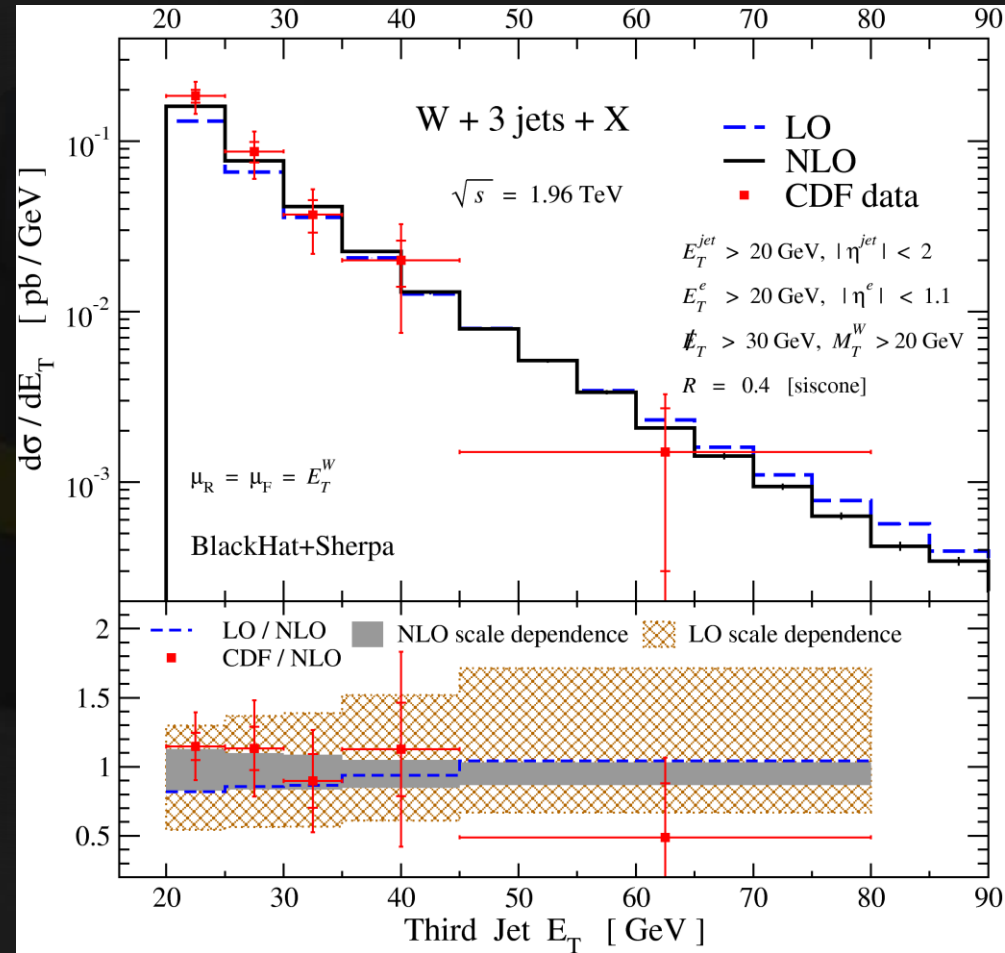 20 30 40 50 60 70 80 90
10⁻¹
10⁻²
10⁻³
dσ / dE_T [ pb / GeV ]
W + 3 jets + X
√s = 1.96 TeV
LO
NLO
CDF data
E_T^jet > 20 GeV, | η^jet | < 2
E_T^e > 20 GeV, | η^e | < 1.1
E̸_T > 30 GeV, M_T^W > 20 GeV
R = 0.4 [siscone]
μ_R = μ_F = E_T^W
BlackHat+Sherpa
2
1.5
1
0.5
LO / NLO
CDF / NLO
NLO scale dependence
LO scale dependence
20 30 40 50 60 70 80 90
Third Jet E_T [ GeV ]